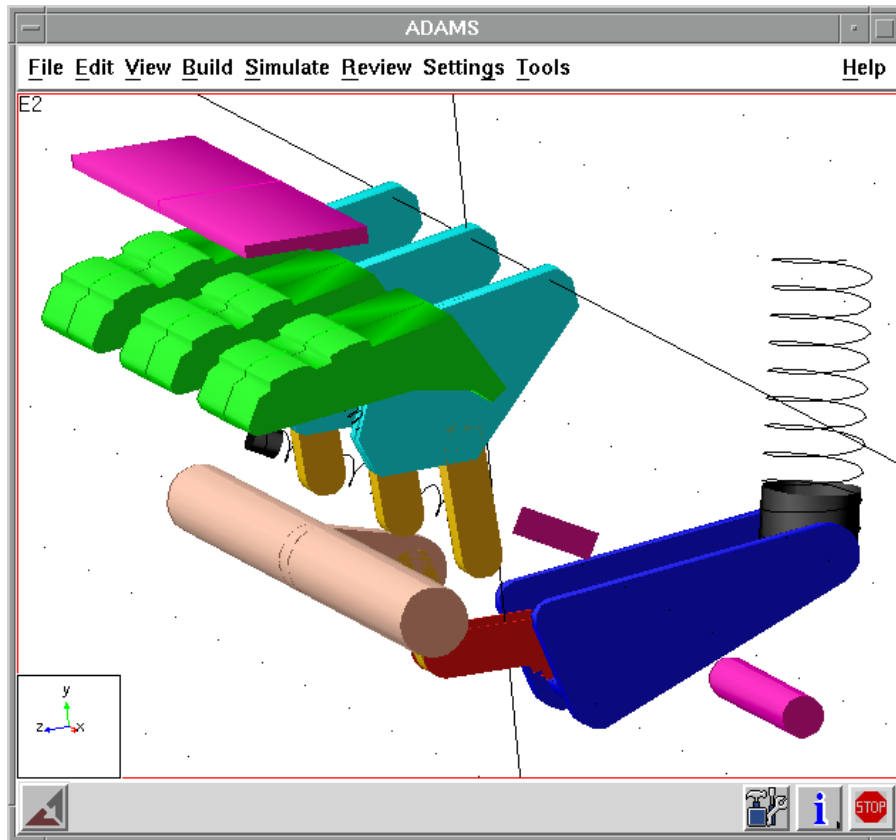 ADAMS
File Edit View Build Simulate Review Settings Tools Help
E2
y
z x
i STOP